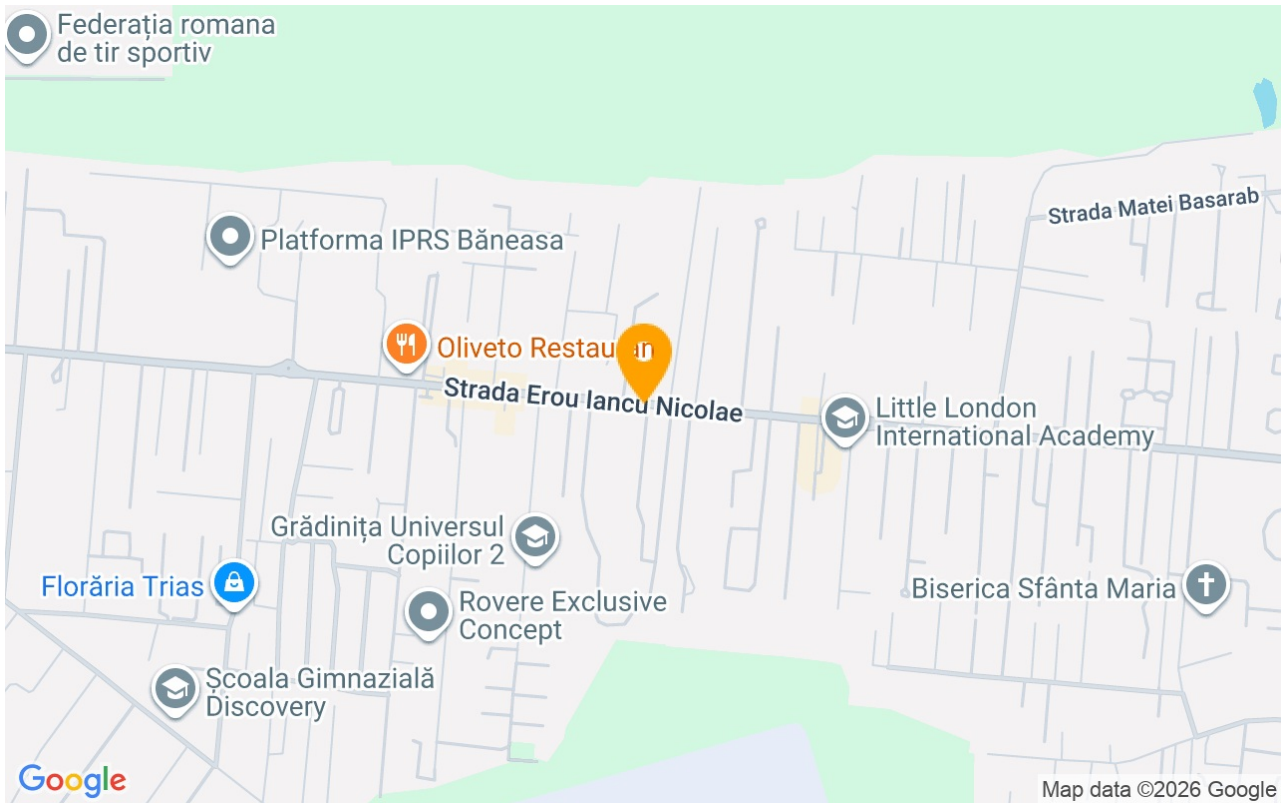 Federația romana
de tir sportiv
Strada Matei Basarab
Platforma IPRS Băneasa
Oliveto Restauran
Strada Erou Iancu Nicolae
Little London
International Academy
Grădinița Universul
Copiilor 2
Florăria Trias
Biserica Sfânta Maria
Rovere Exclusive
Concept
Școala Gimnazială
Discovery
Google
Map data ©2026 Google